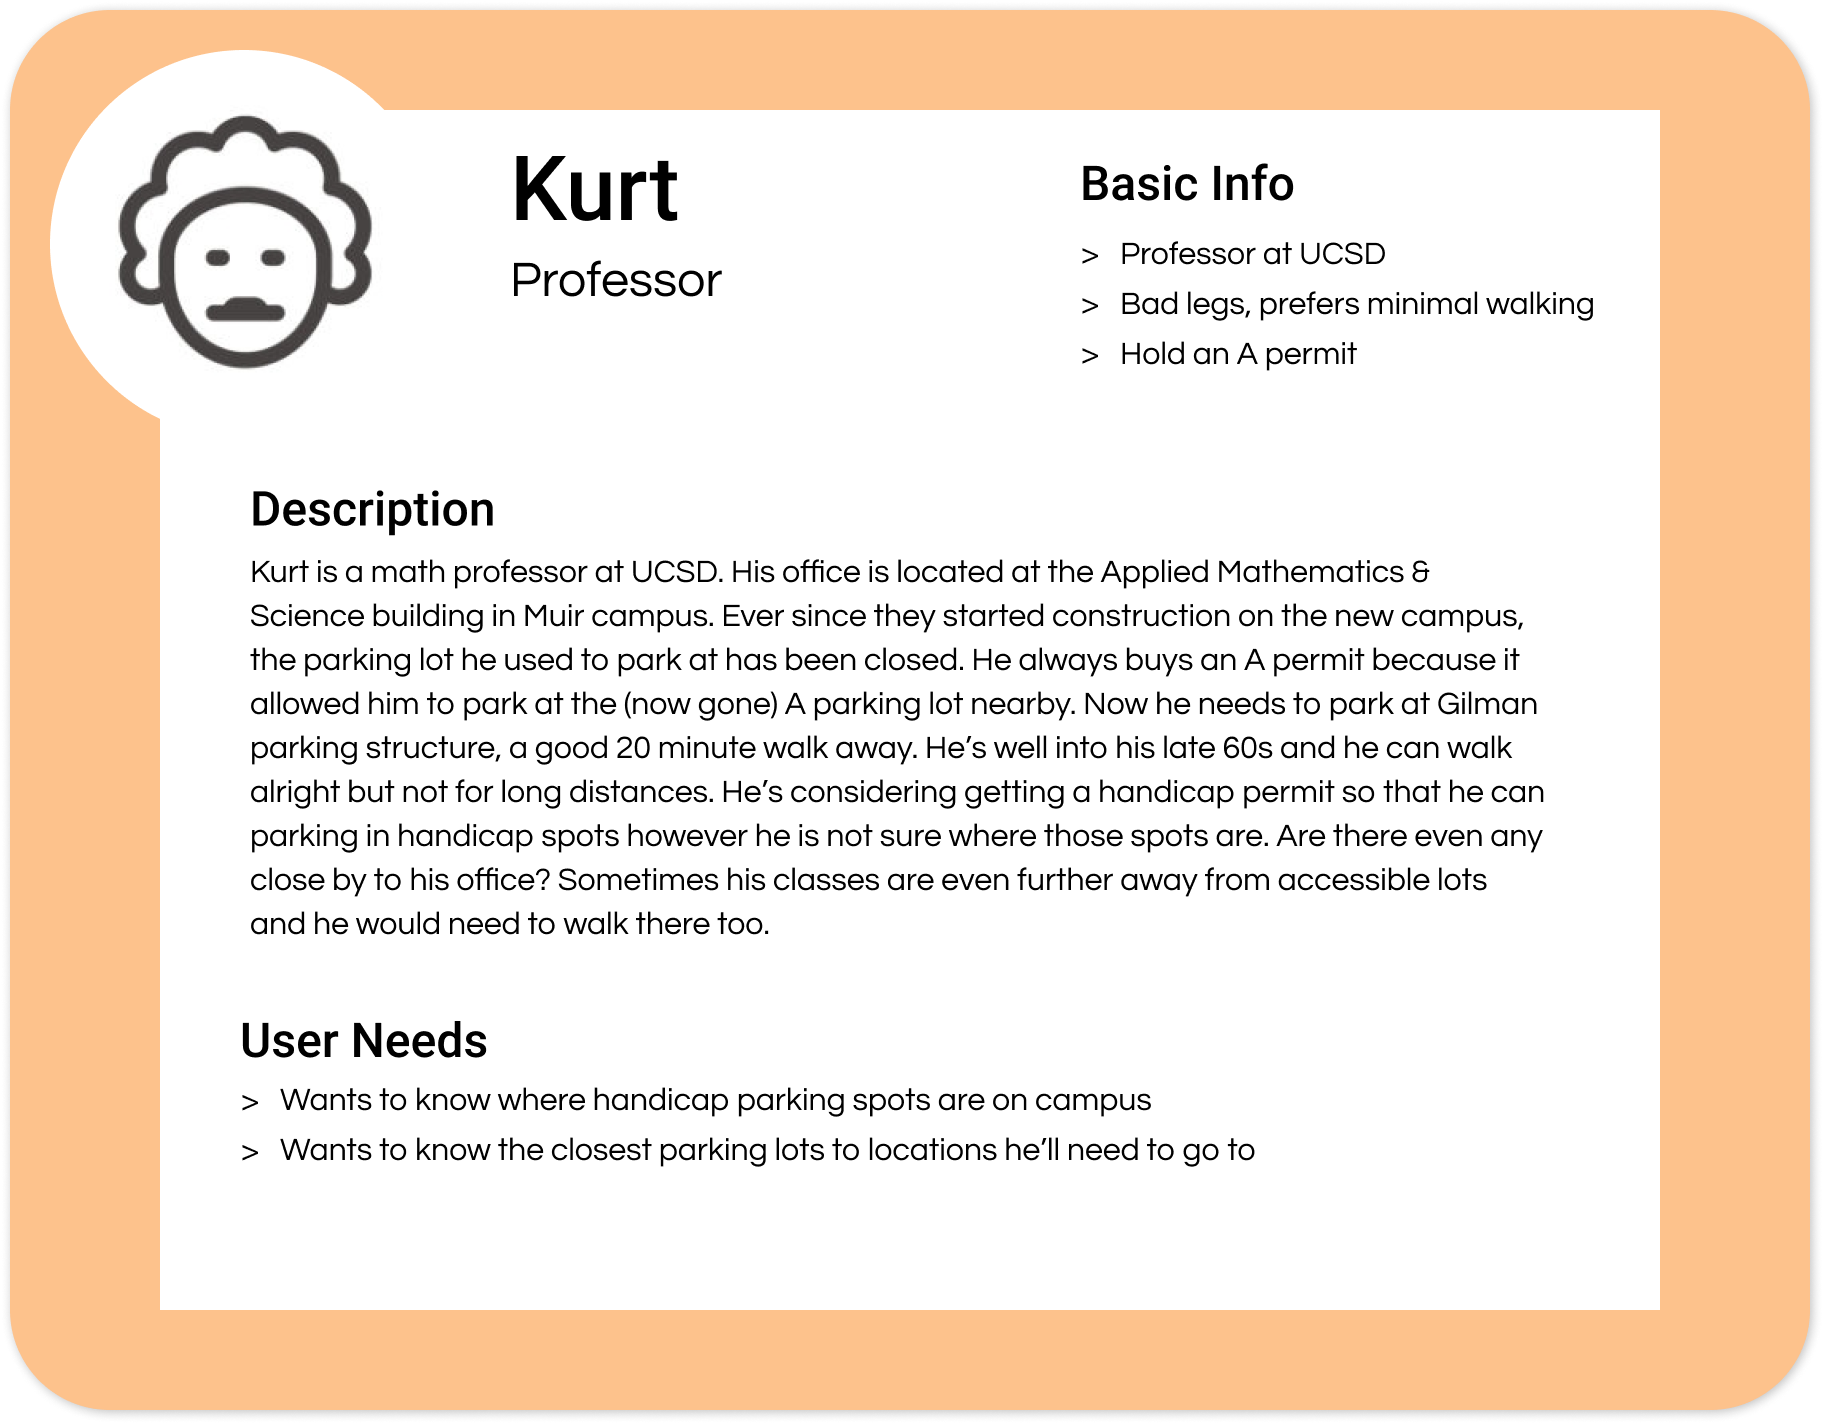 Kurt
Professor
Basic Info
> Professor at UCSD
> Bad legs, prefers minimal walking
> Hold an A permit
Description
Kurt is a math professor at UCSD. His office is located at the Applied Mathematics &
Science building in Muir campus. Ever since they started construction on the new campus,
the parking lot he used to park at has been closed. He always buys an A permit because it
allowed him to park at the (now gone) A parking lot nearby. Now he needs to park at Gilman
parking structure, a good 20 minute walk away. He’s well into his late 60s and he can walk
alright but not for long distances. He’s considering getting a handicap permit so that he can
parking in handicap spots however he is not sure where those spots are. Are there even any
close by to his office? Sometimes his classes are even further away from accessible lots
and he would need to walk there too.
User Needs
> Wants to know where handicap parking spots are on campus
> Wants to know the closest parking lots to locations he’ll need to go to